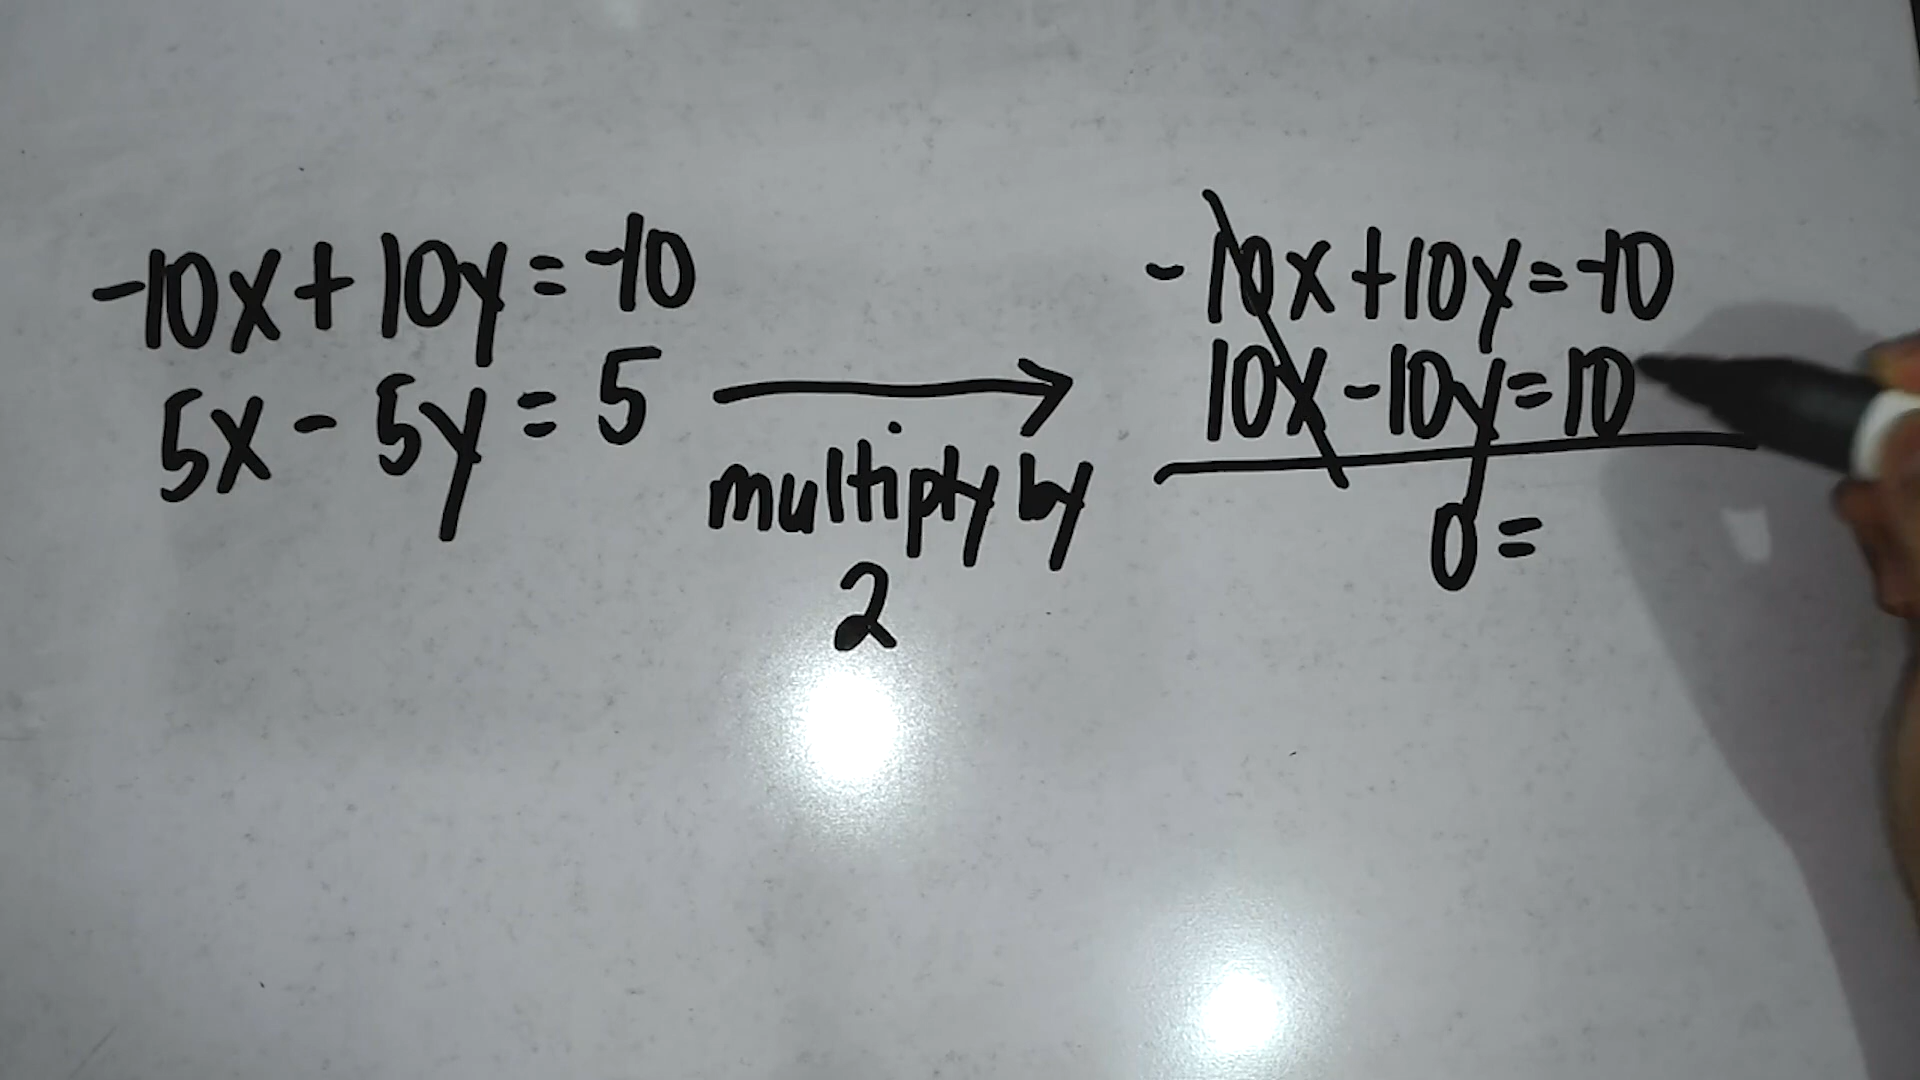 -10x + 10y = -10
5x - 5y = 5
multiply by
2
-10x + 10y = -10
10x - 10y = 10
0 =